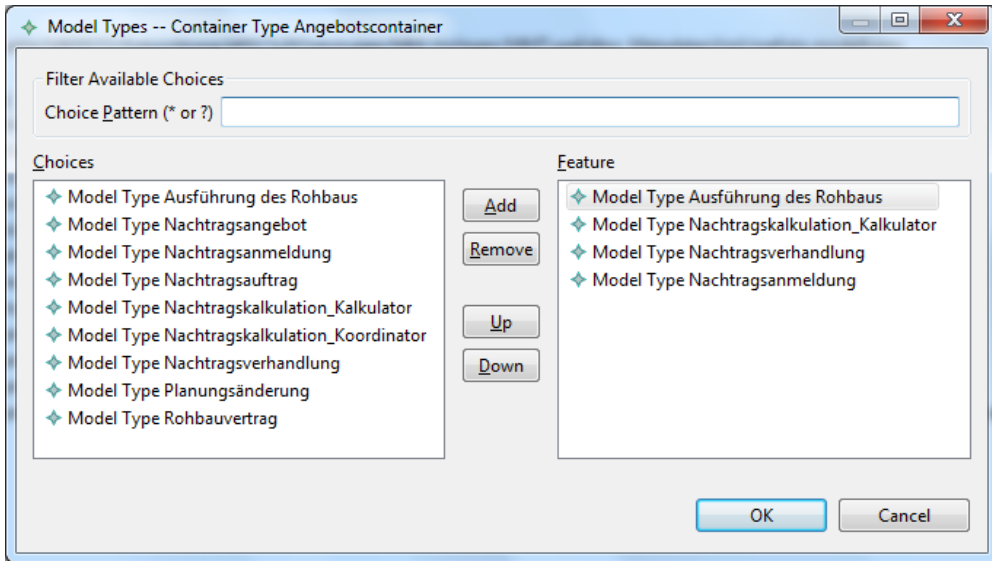 Model Types -- Container Type Angebotscontainer
Filter Available Choices
Choice Pattern (* or ?)
Choices
Model Type Ausführung des Rohbaus
Model Type Nachtragsangebot
Model Type Nachtragsanmeldung
Model Type Nachtragsauftrag
Model Type Nachtragskalkulation_Kalkulator
Model Type Nachtragskalkulation_Koordinator
Model Type Nachtragsverhandlung
Model Type Planungsänderung
Model Type Rohbauvertrag
Add
Remove
Up
Down
Feature
Model Type Ausführung des Rohbaus
Model Type Nachtragskalkulation_Kalkulator
Model Type Nachtragsverhandlung
Model Type Nachtragsanmeldung
OK
Cancel